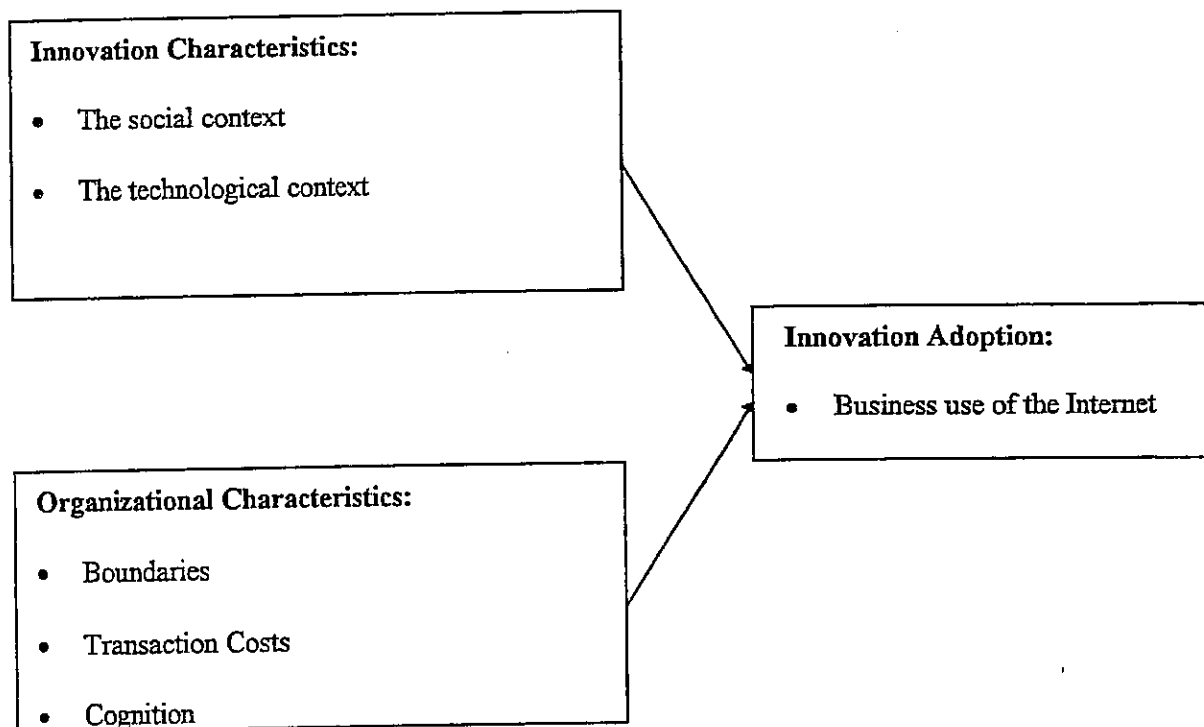 Innovation Characteristics:
• The social context
• The technological context
Innovation Adoption:
• Business use of the Internet
Organizational Characteristics:
• Boundaries
• Transaction Costs
• Cognition